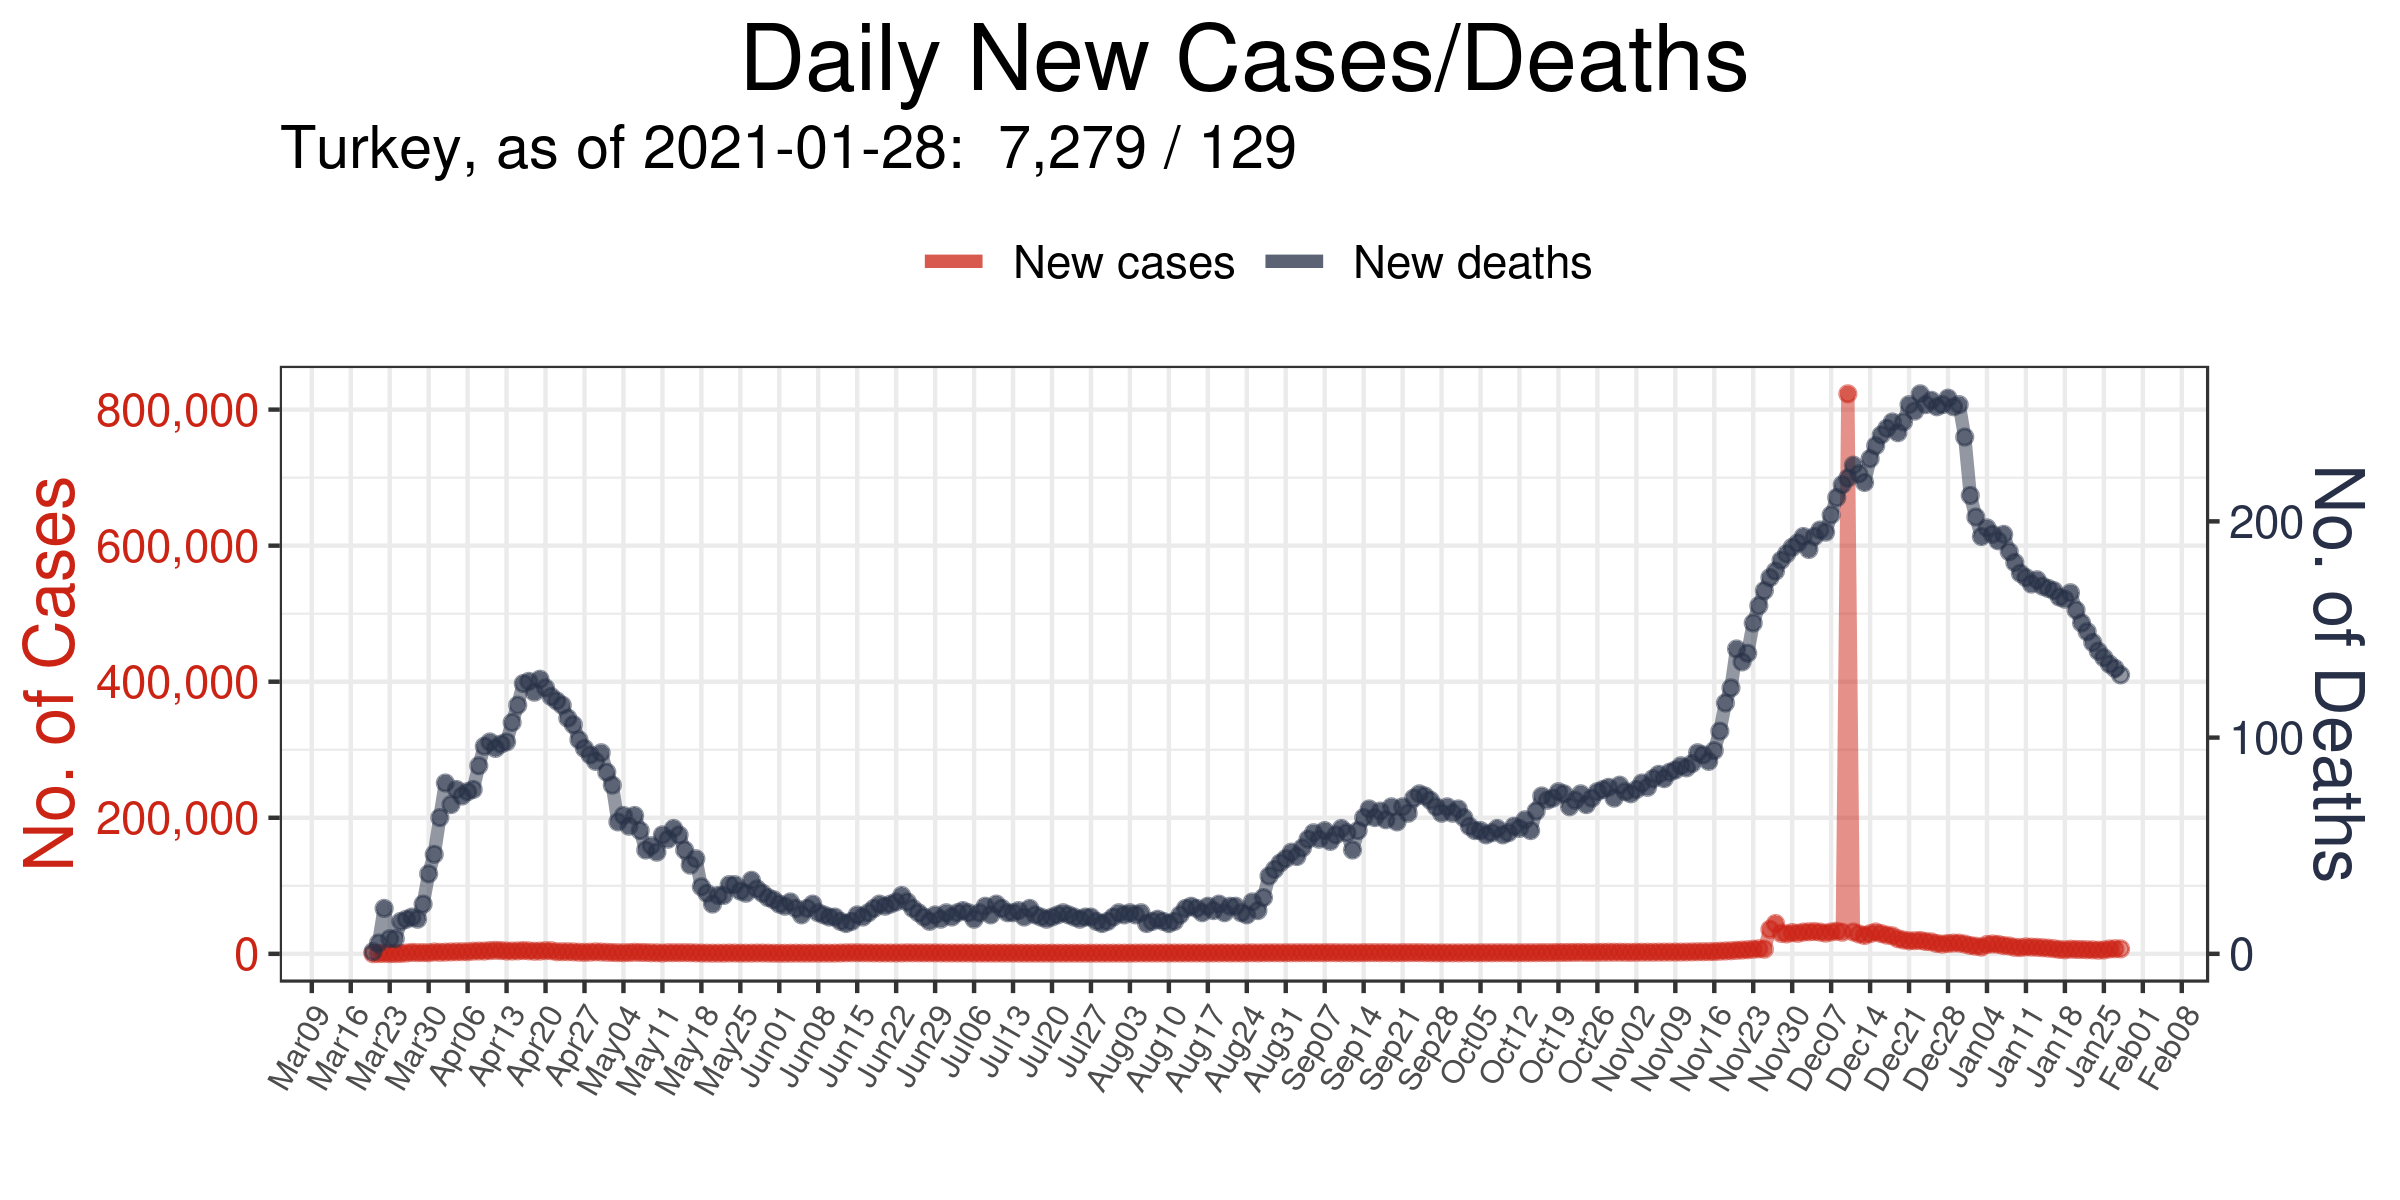 Daily New Cases/Deaths
Turkey, as of 2021-01-28:  7,279 / 129
New cases New deaths
No. of Cases
800,000
600,000
400,000
200,000
0
200
100
0
No. of Deaths
Mar09 Mar16 Mar23 Mar30 Apr06 Apr13 Apr20 Apr27 May04 May11 May18 May25 Jun01 Jun08 Jun15 Jun22 Jun29 Jul06 Jul13 Jul20 Jul27 Aug03 Aug10 Aug17 Aug24 Aug31 Sep07 Sep14 Sep21 Sep28 Oct05 Oct12 Oct19 Oct26 Nov02 Nov09 Nov16 Nov23 Nov30 Dec07 Dec14 Dec21 Dec28 Jan04 Jan11 Jan18 Jan25 Feb01 Feb08